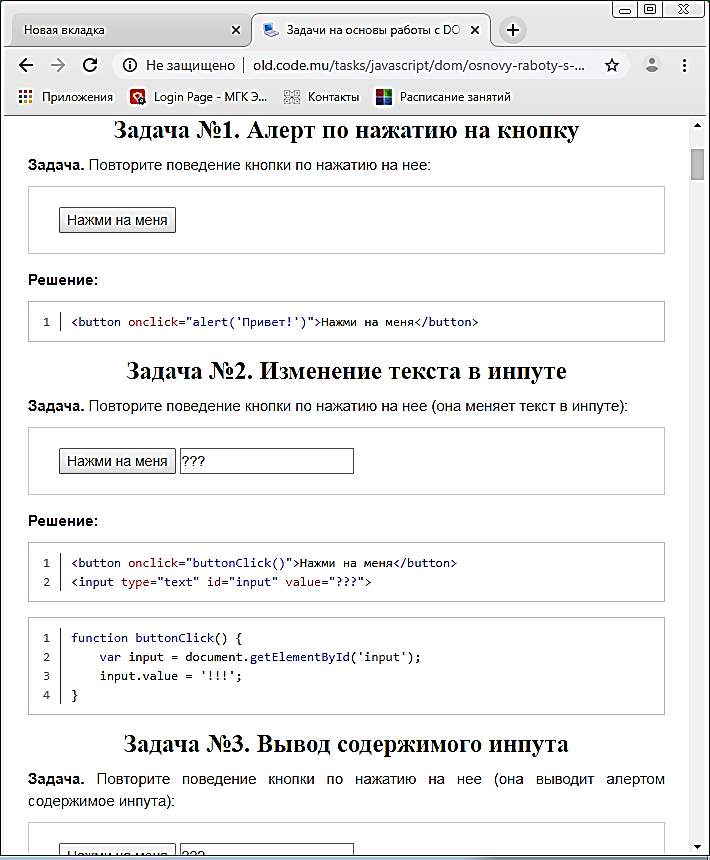 Новая вкладка
Задачи на основы работы с DO
Не защищено | old.code.mu/tasks/javascript/dom/osnovy-raboty-s-...
Приложения Login Page - МГК Э... Контакты Расписание занятий
Задача №1. Алерт по нажатию на кнопку
Задача. Повторите поведение кнопки по нажатию на нее:
Нажми на меня
Решение:
1 <button onclick="alert('Привет!')">Нажми на меня</button>
Задача №2. Изменение текста в инпуте
Задача. Повторите поведение кнопки по нажатию на нее (она меняет текст в инпуте):
Нажми на меня ???
Решение:
1 <button onclick="buttonClick()">Нажми на меня</button>
2 <input type="text" id="input" value="???">
1 function buttonClick() {
2 var input = document.getElementById('input');
3 input.value = '!!!';
4 }
Задача №3. Вывод содержимого инпута
Задача. Повторите поведение кнопки по нажатию на нее (она выводит алертом
содержимое инпута):
Нажми на меня ???